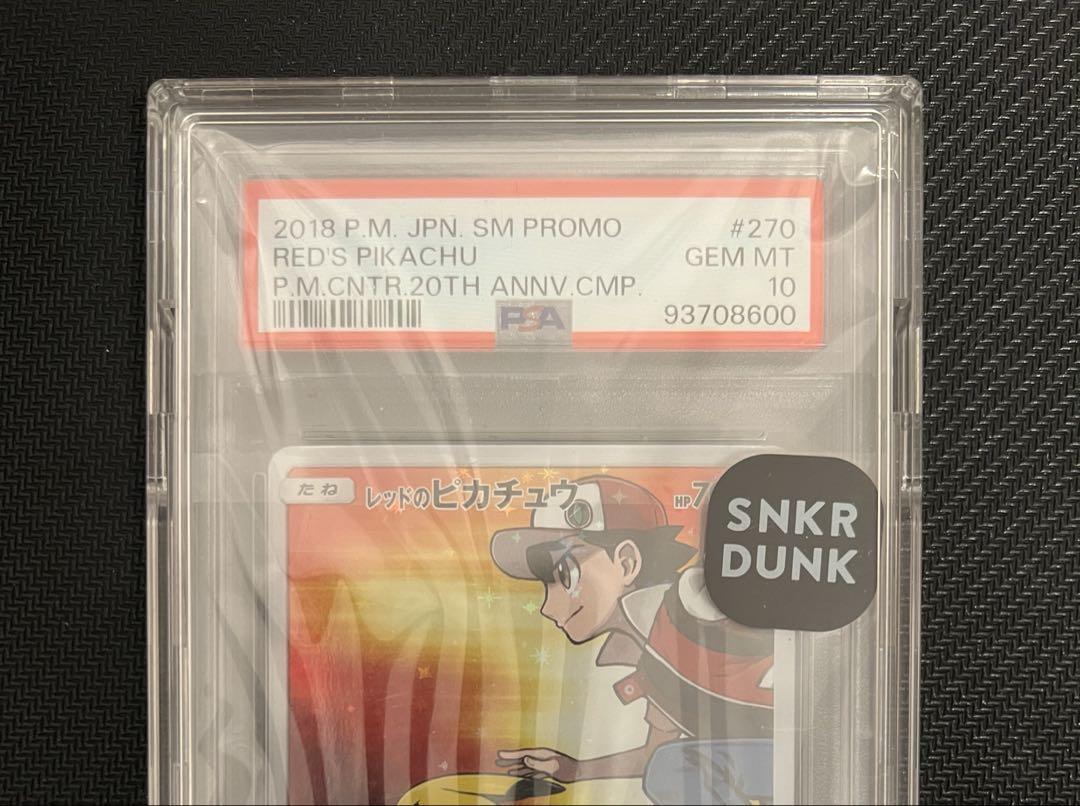 2018 P.M. JPN. SM PROMO #270
RED'S PIKACHU GEM MT
P.M.CNTR.20TH ANNV.CMP. 10
PSA 93708600
たね レッドのピカチュウ HP7
SNKR
DUNK